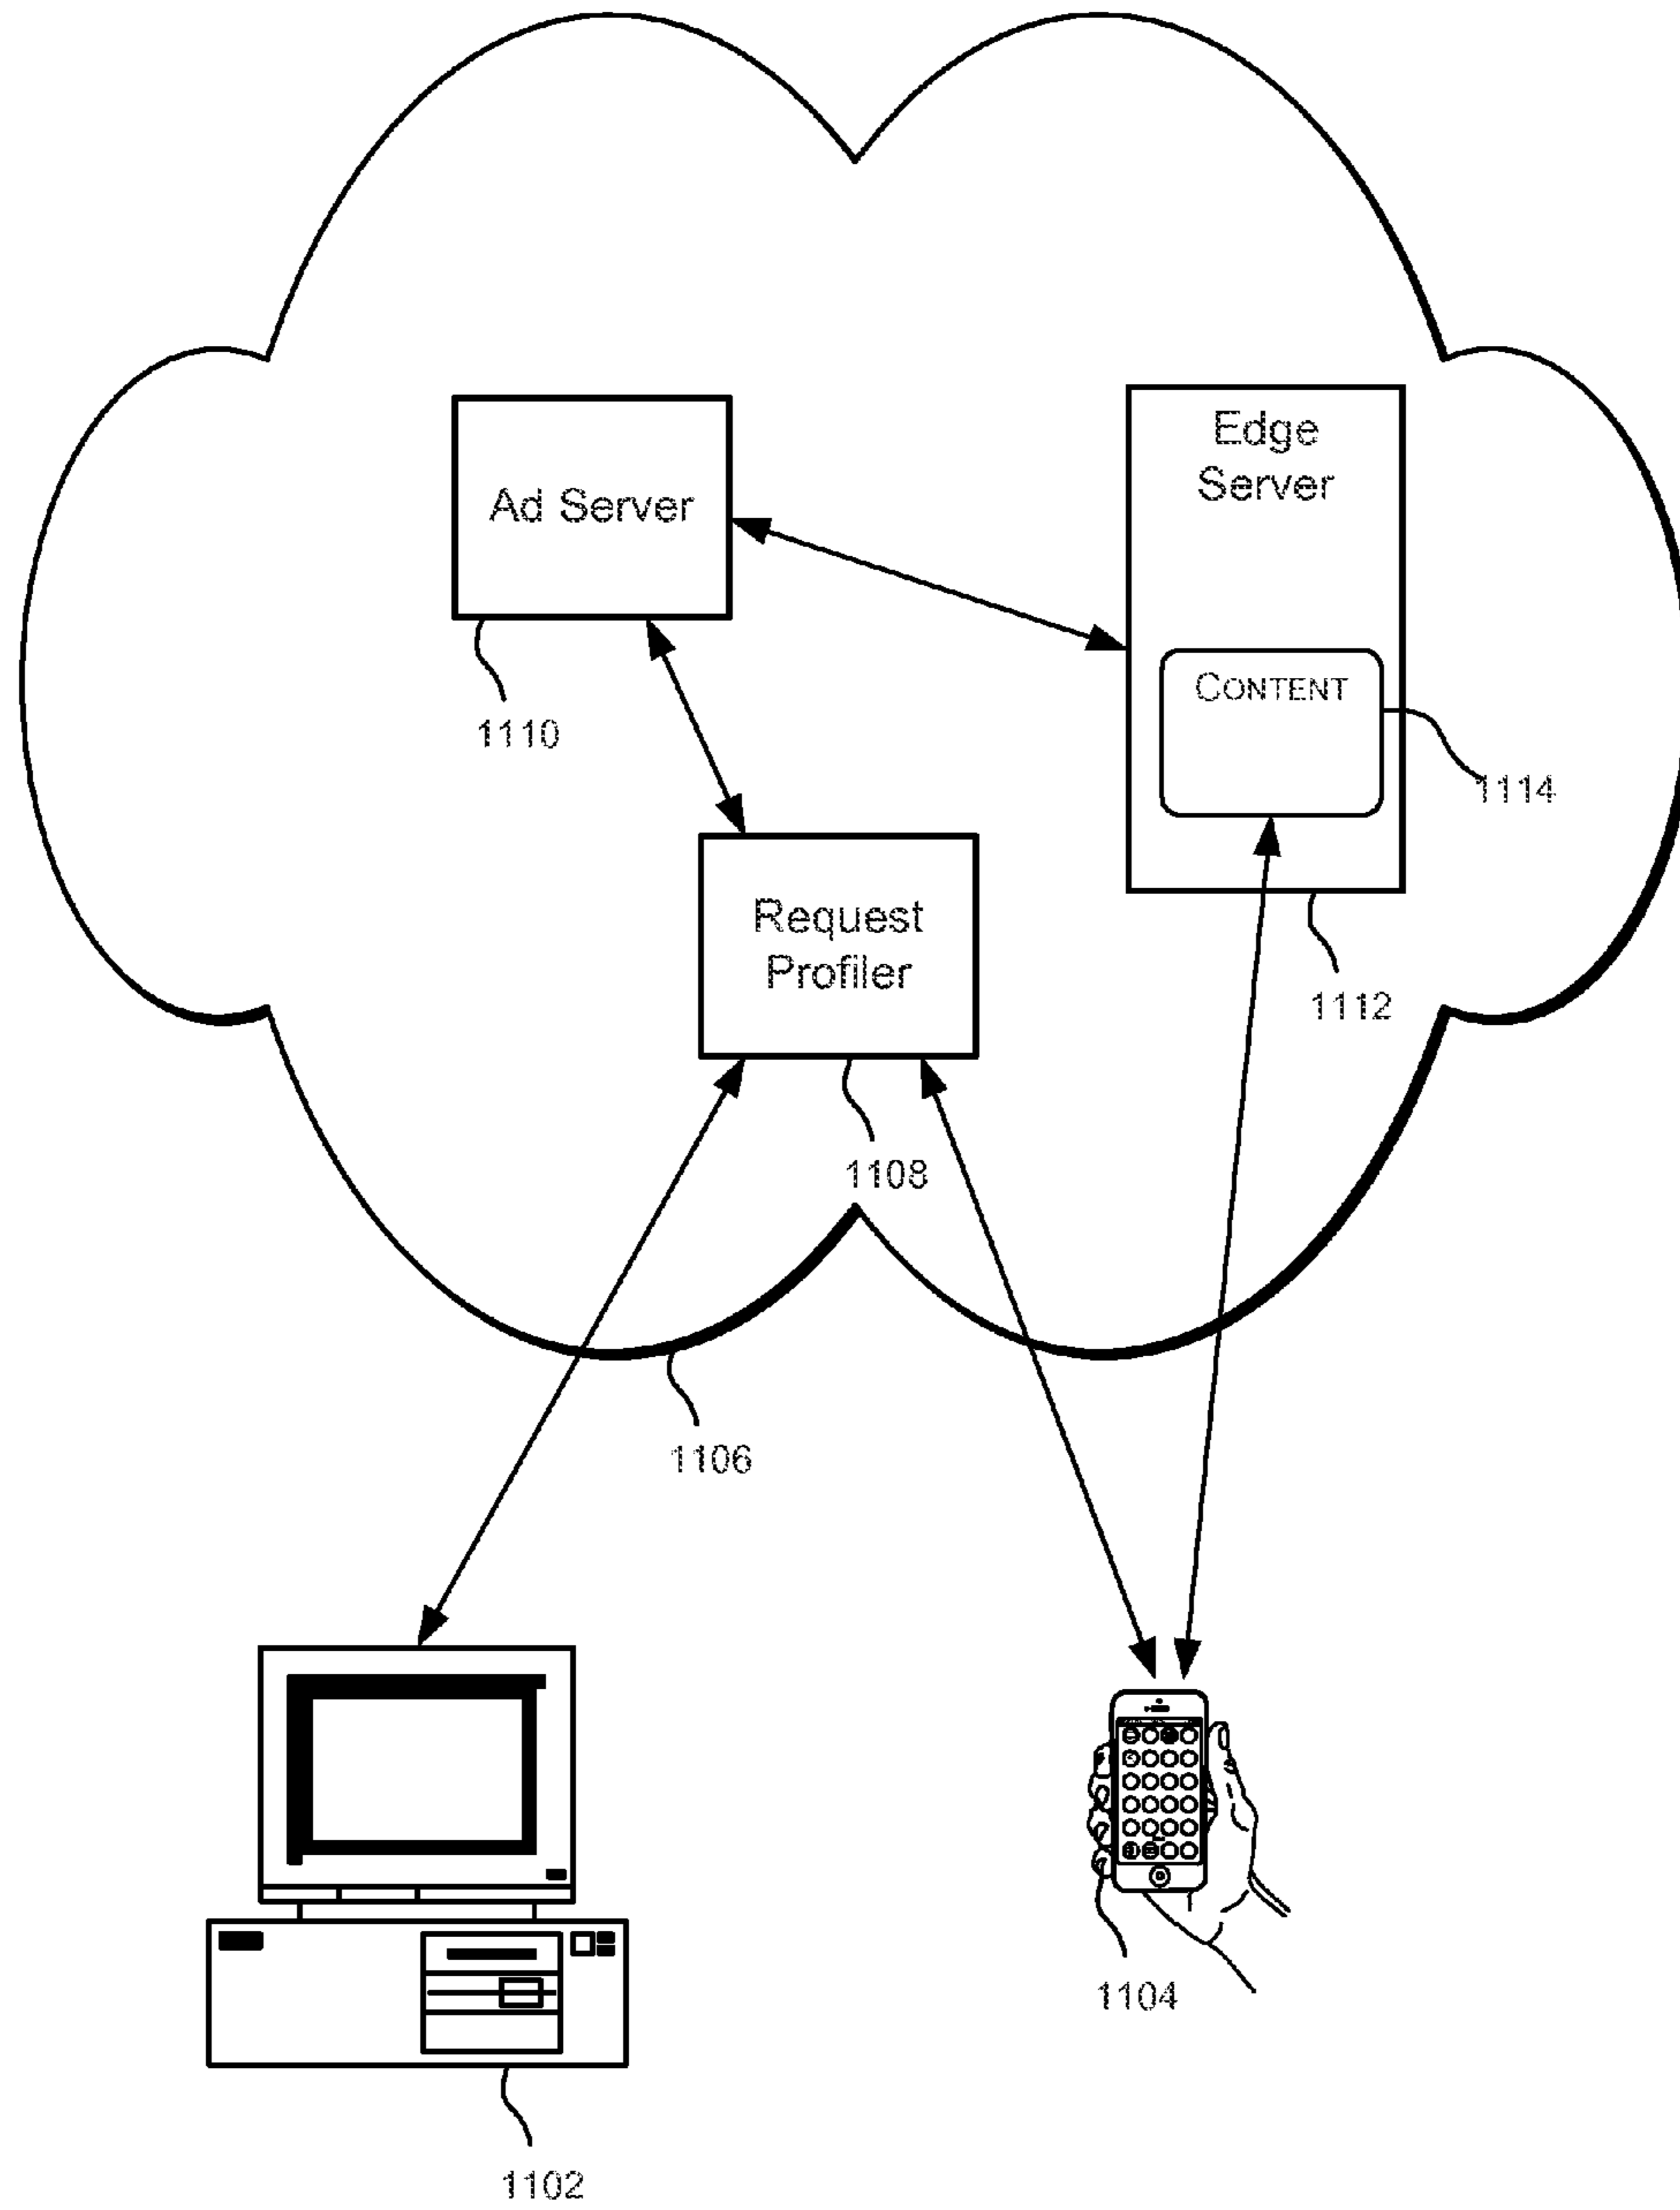 Edge
Server
Ad Server
CONTENT
1110
1114
Request
Profiler
1112
1108
1106
1104
1102